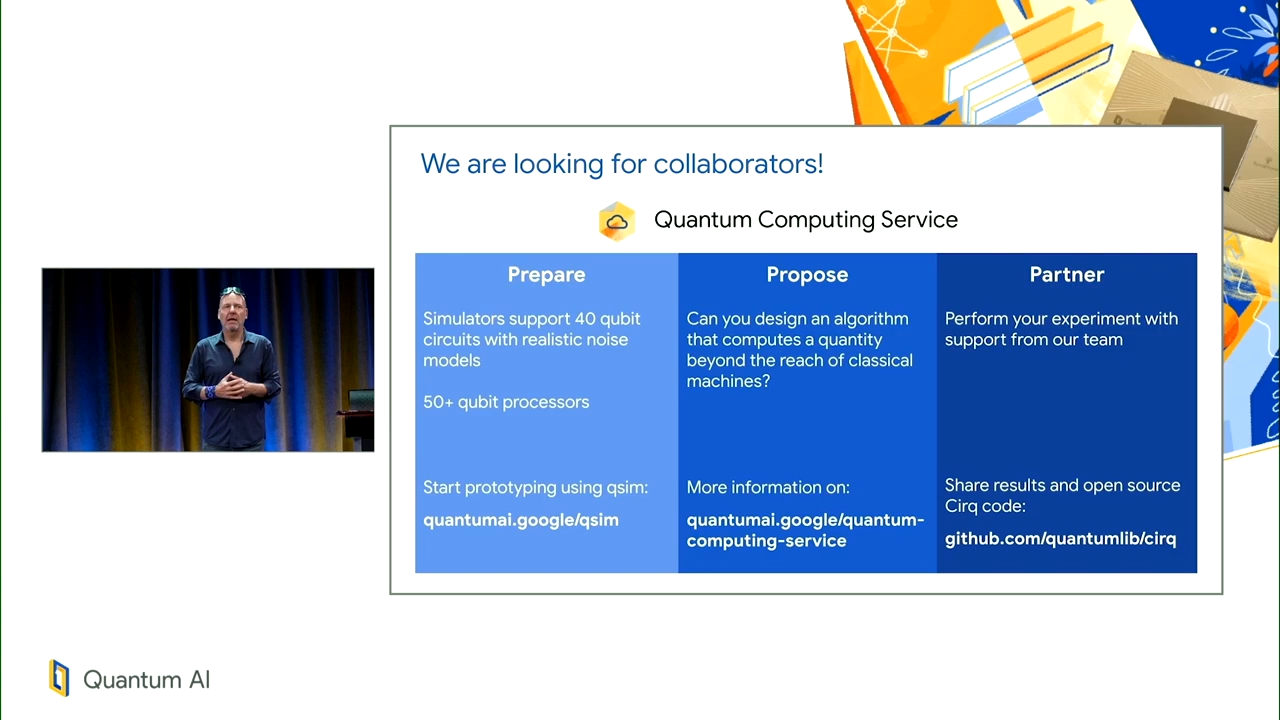 We are looking for collaborators!
Quantum Computing Service
Prepare
Simulators support 40 qubit
circuits with realistic noise
models
50+ qubit processors
Start prototyping using qsim:
quantumai.google/qsim
Propose
Can you design an algorithm
that computes a quantity
beyond the reach of classical
machines?
More information on:
quantumai.google/quantum-
computing-service
Partner
Perform your experiment with
support from our team
Share results and open source
Cirq code:
github.com/quantumlib/cirq
Quantum AI